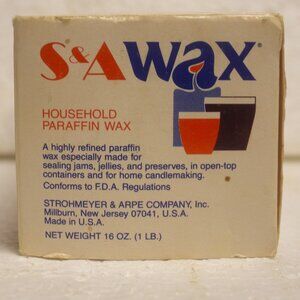 S&A WAX®
HOUSEHOLD
PARAFFIN WAX
A highly refined paraffin
wax especially made for
sealing jams, jellies, and preserves, in open-top
containers and for home candlemaking.
Conforms to F.D.A. Regulations
STROHMEYER & ARPE COMPANY, Inc.
Millburn, New Jersey 07041, U.S.A.
Made in U.S.A.
NET WEIGHT 16 OZ. (1 LB.)